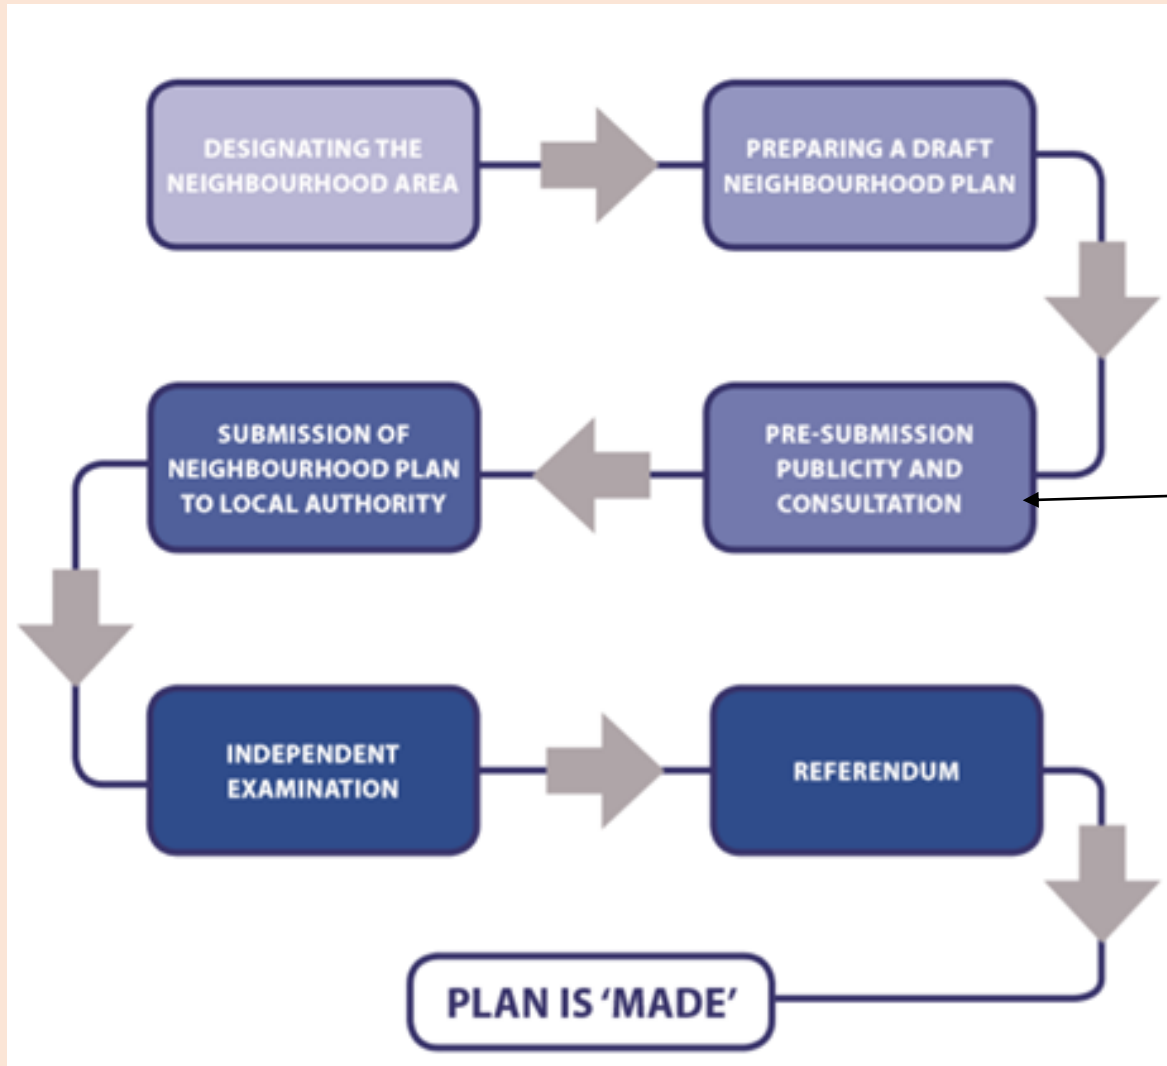 DESIGNATING THE
NEIGHBOURHOOD AREA
PREPARING A DRAFT
NEIGHBOURHOOD PLAN
PRE-SUBMISSION
PUBLICITY AND
CONSULTATION
SUBMISSION OF
NEIGHBOURHOOD PLAN
TO LOCAL AUTHORITY
INDEPENDENT
EXAMINATION
REFERENDUM
PLAN IS ‘MADE’